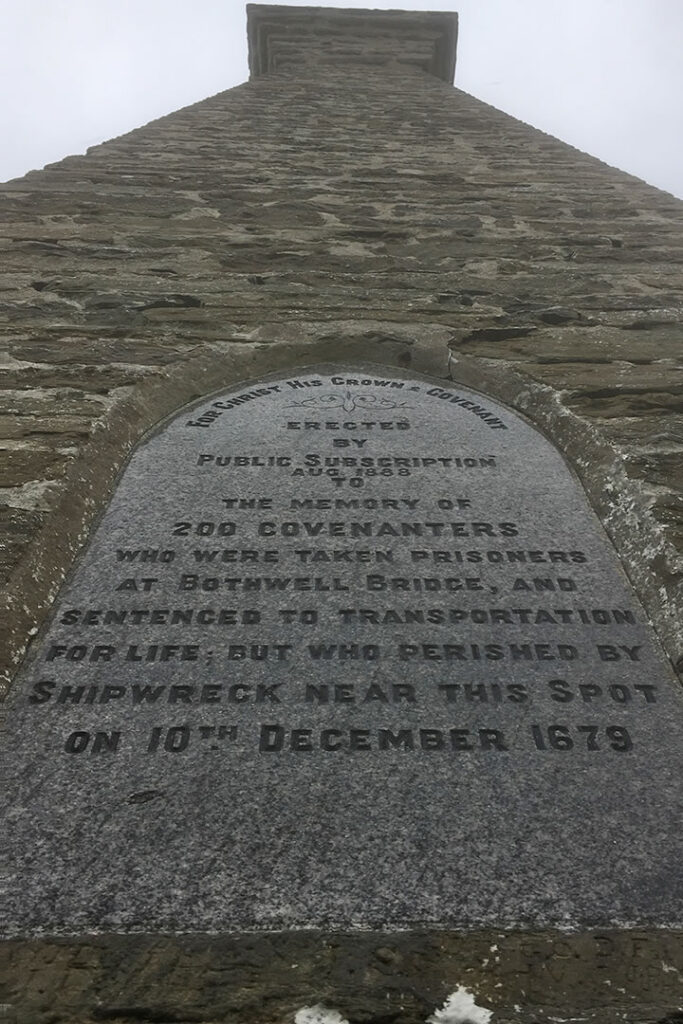 For Christ His Crown & Covenant
ERECTED
BY
PUBLIC SUBSCRIPTION
AUG. 1888
TO
THE MEMORY OF
200 COVENANTERS
WHO WERE TAKEN PRISONERS
AT BOTHWELL BRIDGE, AND
SENTENCED TO TRANSPORTATION
FOR LIFE; BUT WHO PERISHED BY
SHIPWRECK NEAR THIS SPOT
ON 10TH DECEMBER 1679